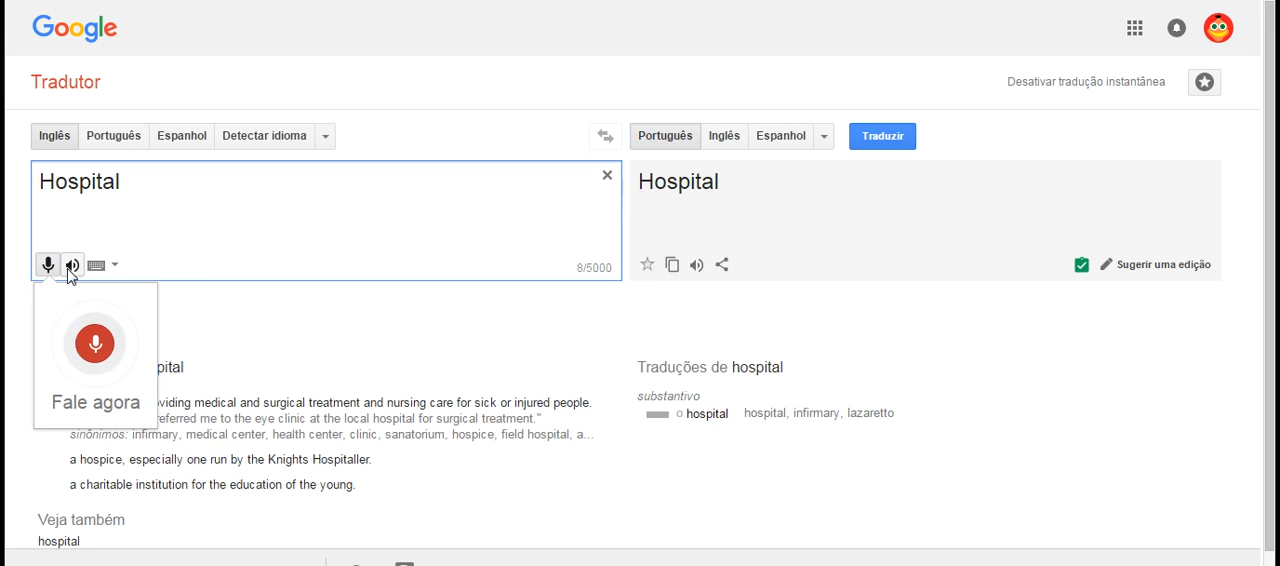 Google
Tradutor
Desativar tradução instantânea
Inglês Português Espanhol Detectar idioma
Português Inglês Espanhol Traduzir
Hospital
8/5000
Hospital
Sugerir uma edição
Fale agora
pital
viding medical and surgical treatment and nursing care for sick or injured people.
eferred me to the eye clinic at the local hospital for surgical treatment."
sinônimos: infirmary, medical center, health center, clinic, sanatorium, hospice, field hospital, a...
a hospice, especially one run by the Knights Hospitaller.
a charitable institution for the education of the young.
Veja também
hospital
Traduções de hospital
substantivo
o hospital hospital, infirmary, lazaretto